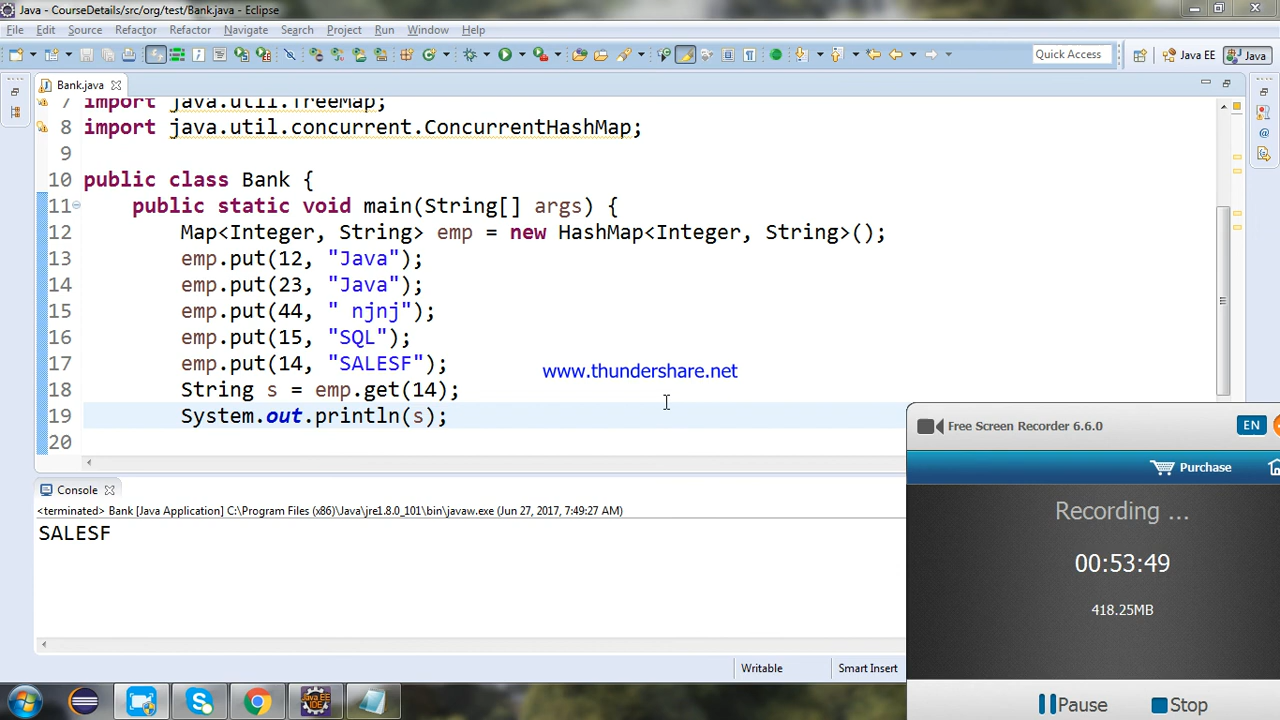 Java - CourseDetails/src/org/test/Bank.java - Eclipse
File Edit Source Refactor Refactor Navigate Search Project Run Window Help
Quick Access Java EE Java
Bank.java
7 import java.util.TreeMap;
8 import java.util.concurrent.ConcurrentHashMap;
9
10 public class Bank {
11 public static void main(String[] args) {
12 Map<Integer, String> emp = new HashMap<Integer, String>();
13 emp.put(12, "Java");
14 emp.put(23, "Java");
15 emp.put(44, " njnj");
16 emp.put(15, "SQL");
17 emp.put(14, "SALESF");
www.thundershare.net
18 String s = emp.get(14);
19 System.out.println(s);
20
Free Screen Recorder 6.6.0 EN
Purchase
Recording ...
00:53:49
418.25MB
Pause Stop
Console
<terminated> Bank [Java Application] C:\Program Files (x86)\Java\jre1.8.0_101\bin\javaw.exe (Jun 27, 2017, 7:49:27 AM)
SALESF
Writable Smart Insert
Java EE IDE